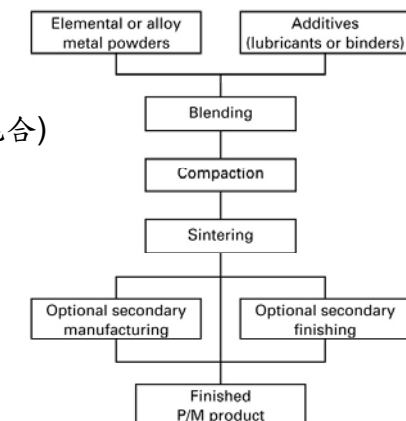 Elemental or alloy
metal powders
Additives
(lubricants or binders)
合)
Blending
Compaction
Sintering
Optional secondary
manufacturing
Optional secondary
finishing
Finished
P/M product